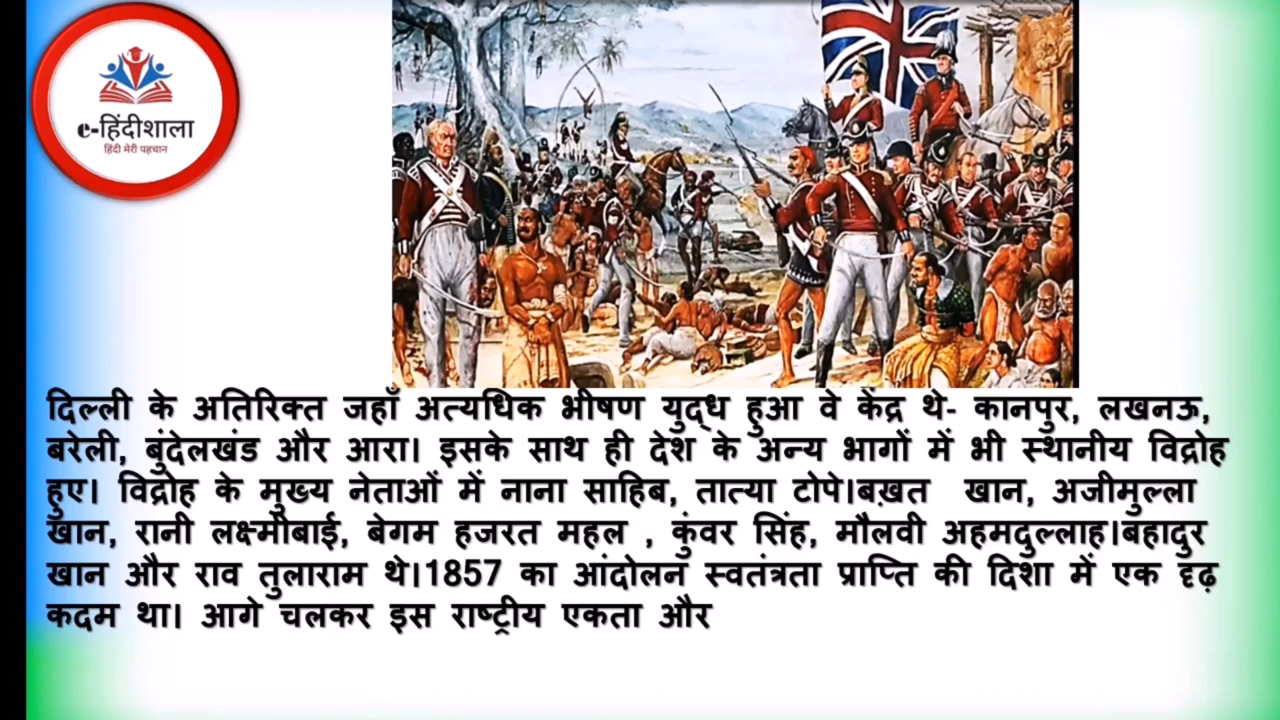 e-हिंदीशाला
हिंदी मेरी पहचान
दिल्ली के अतिरिक्त जहाँ अत्यधिक भीषण युद्ध हुआ वे केंद्र थे- कानपुर, लखनऊ,
बरेली, बुंदेलखंड और आरा। इसके साथ ही देश के अन्य भागों में भी स्थानीय विद्रोह
हुए। विद्रोह के मुख्य नेताओं में नाना साहिब, तात्या टोपे।बख़त खान, अजीमुल्ला
खान, रानी लक्ष्मीबाई, बेगम हजरत महल , कुंवर सिंह, मौलवी अहमदुल्लाह।बहादुर
खान और राव तुलाराम थे।1857 का आंदोलन स्वतंत्रता प्राप्ति की दिशा में एक दृढ़
कदम था। आगे चलकर इस राष्ट्रीय एकता और